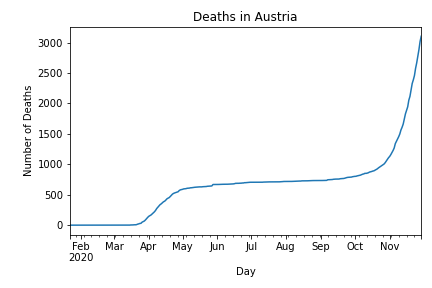 Deaths in Austria
Number of Deaths
3000
2500
2000
1500
1000
500
0
Feb Mar Apr May Jun Jul Aug Sep Oct Nov
2020
Day